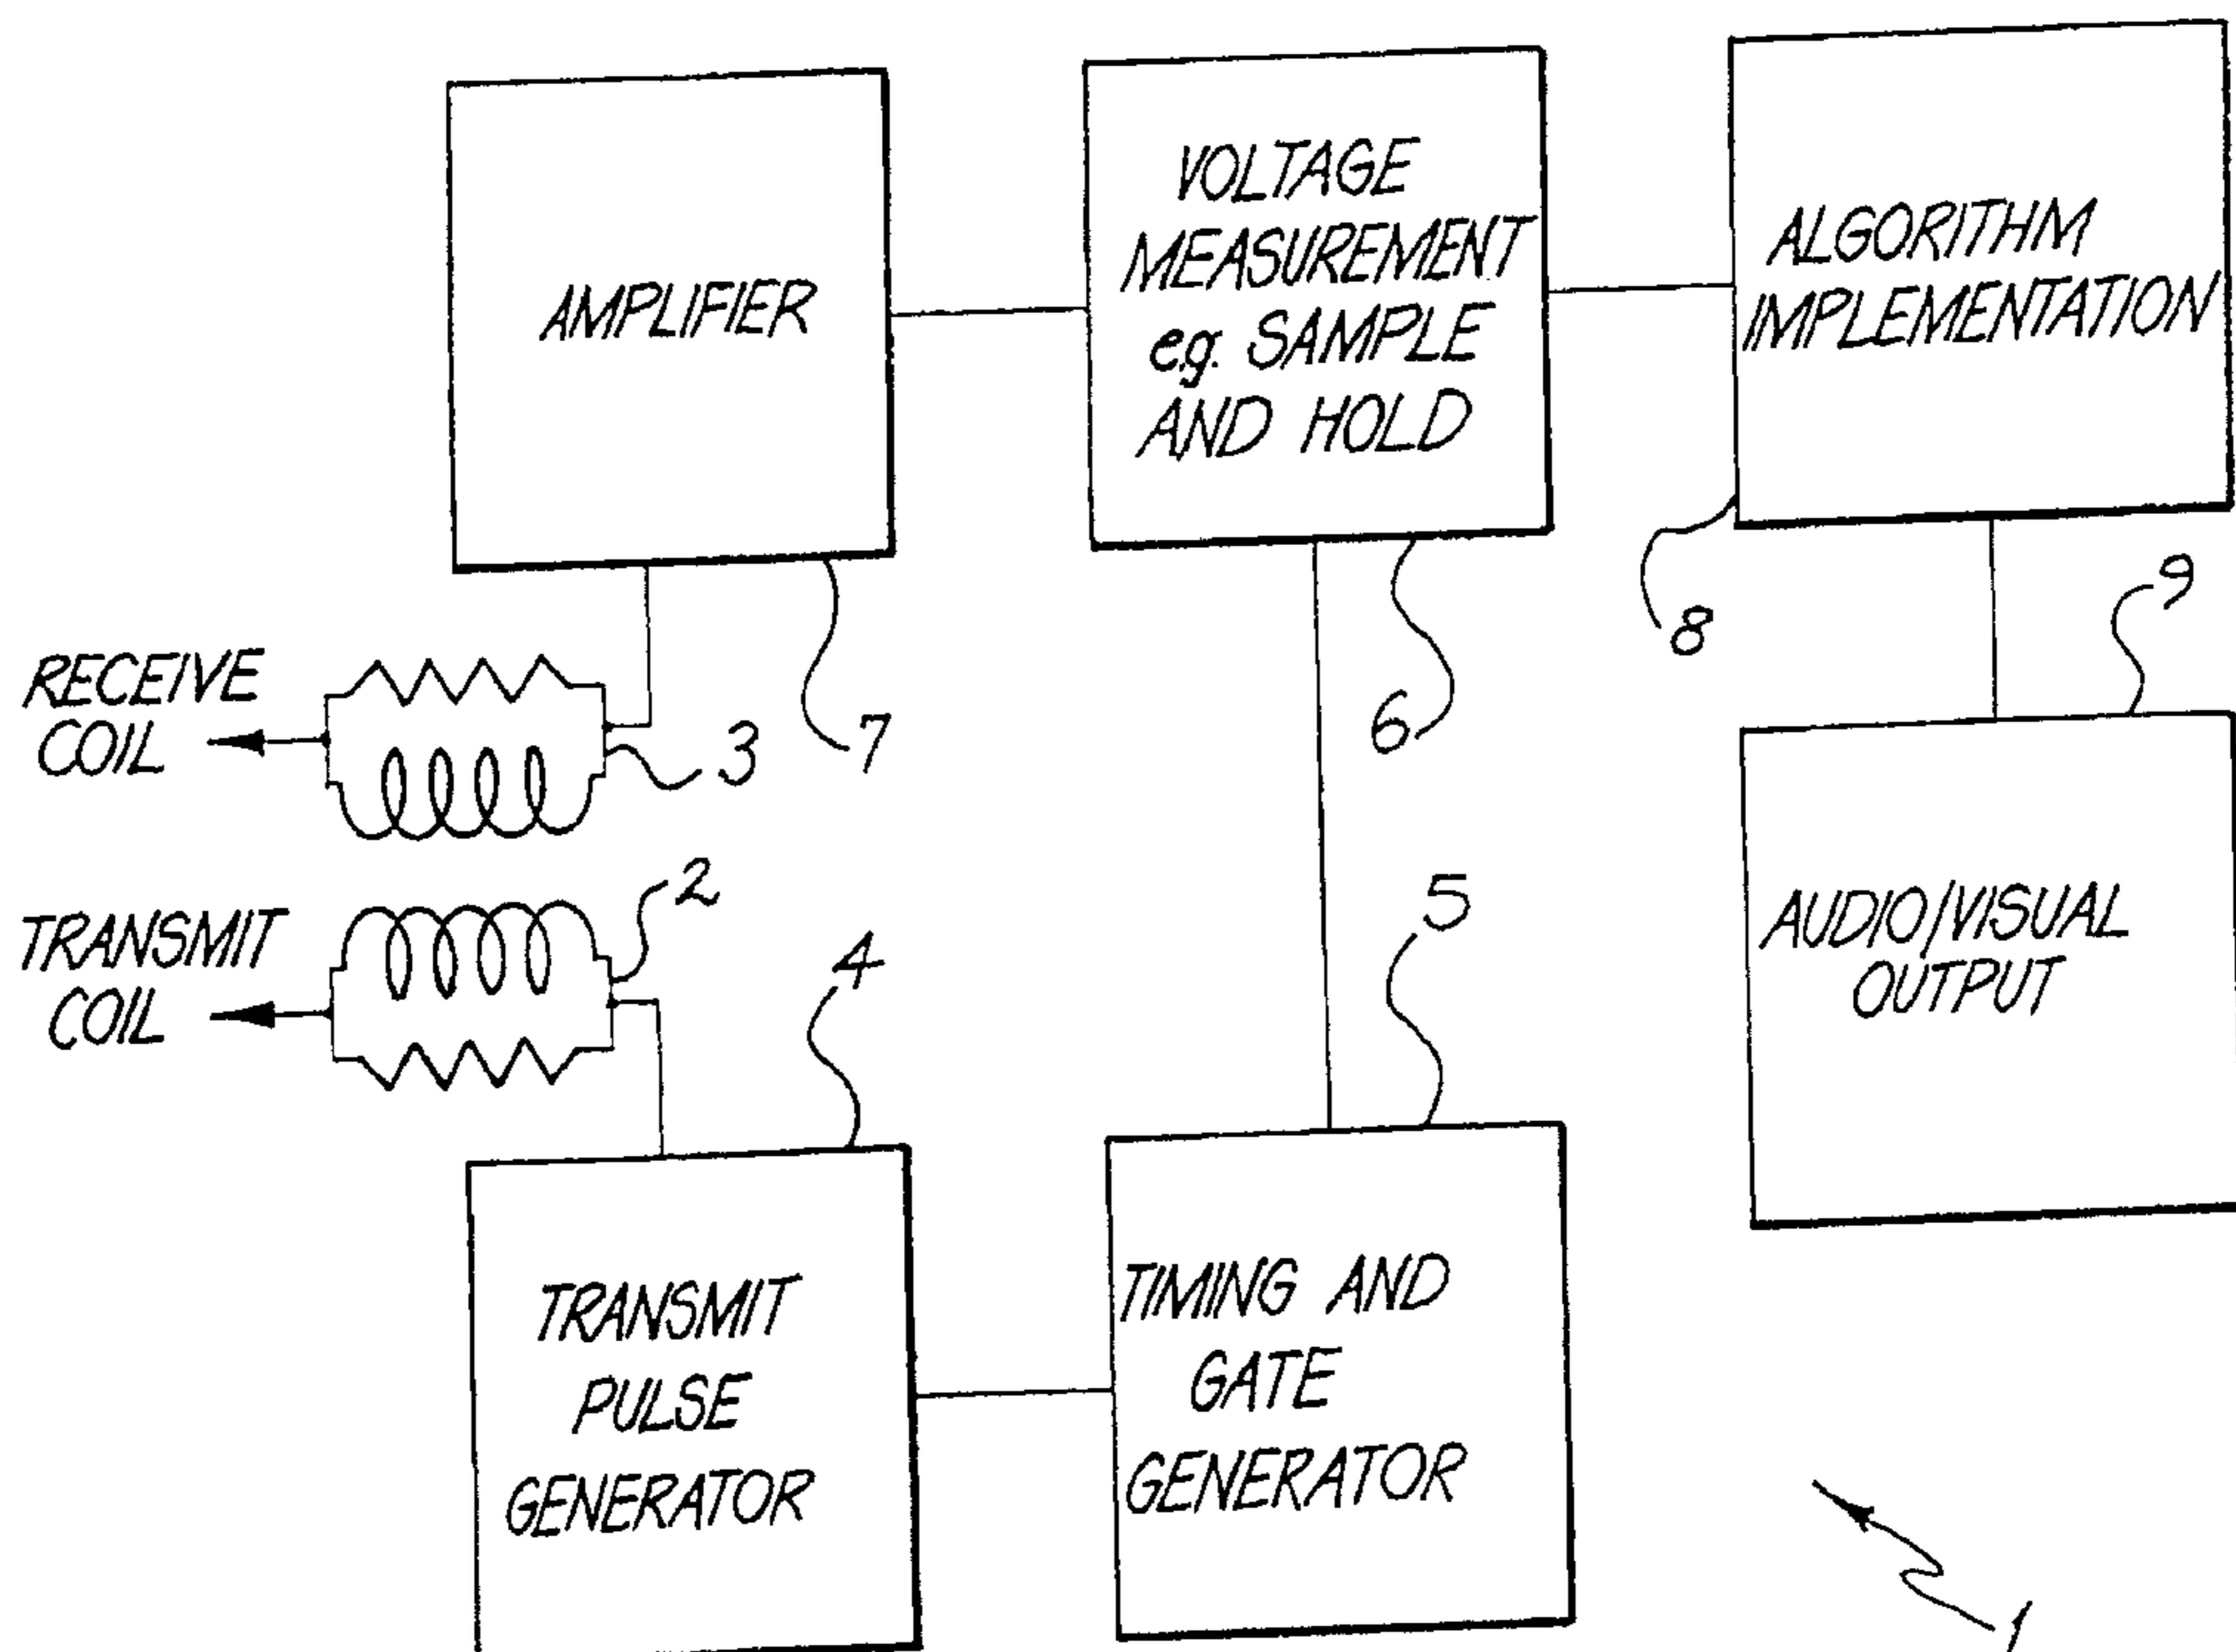 AMPLIFIER
VOLTAGE
MEASUREMENT
e.g. SAMPLE
AND HOLD
ALGORITHM
IMPLEMENTATION
RECEIVE
COIL
3
7
6
8
9
TRANSMIT
COIL
2
4
5
AUDIO/VISUAL
OUTPUT
TRANSMIT
PULSE
GENERATOR
TIMING AND
GATE
GENERATOR
1